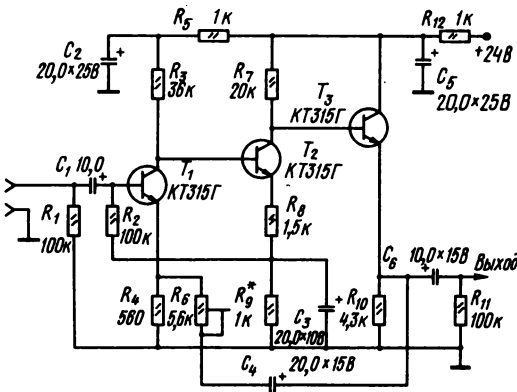 R5 1к
R12 1к
+24В
C2
20,0×25В
R3
36к
R7
20к
C5
20,0×25В
T3
КТ315Г
C1 10,0
T1
КТ315Г
T2
КТ315Г
R1
100к
R2
100к
R8
1,5к
C6
10,0×15В
Выход
R4
560
R6
5,6к
R9*
1к
C3
20,0×10В
R10
4,3к
R11
100к
C4
20,0×15В